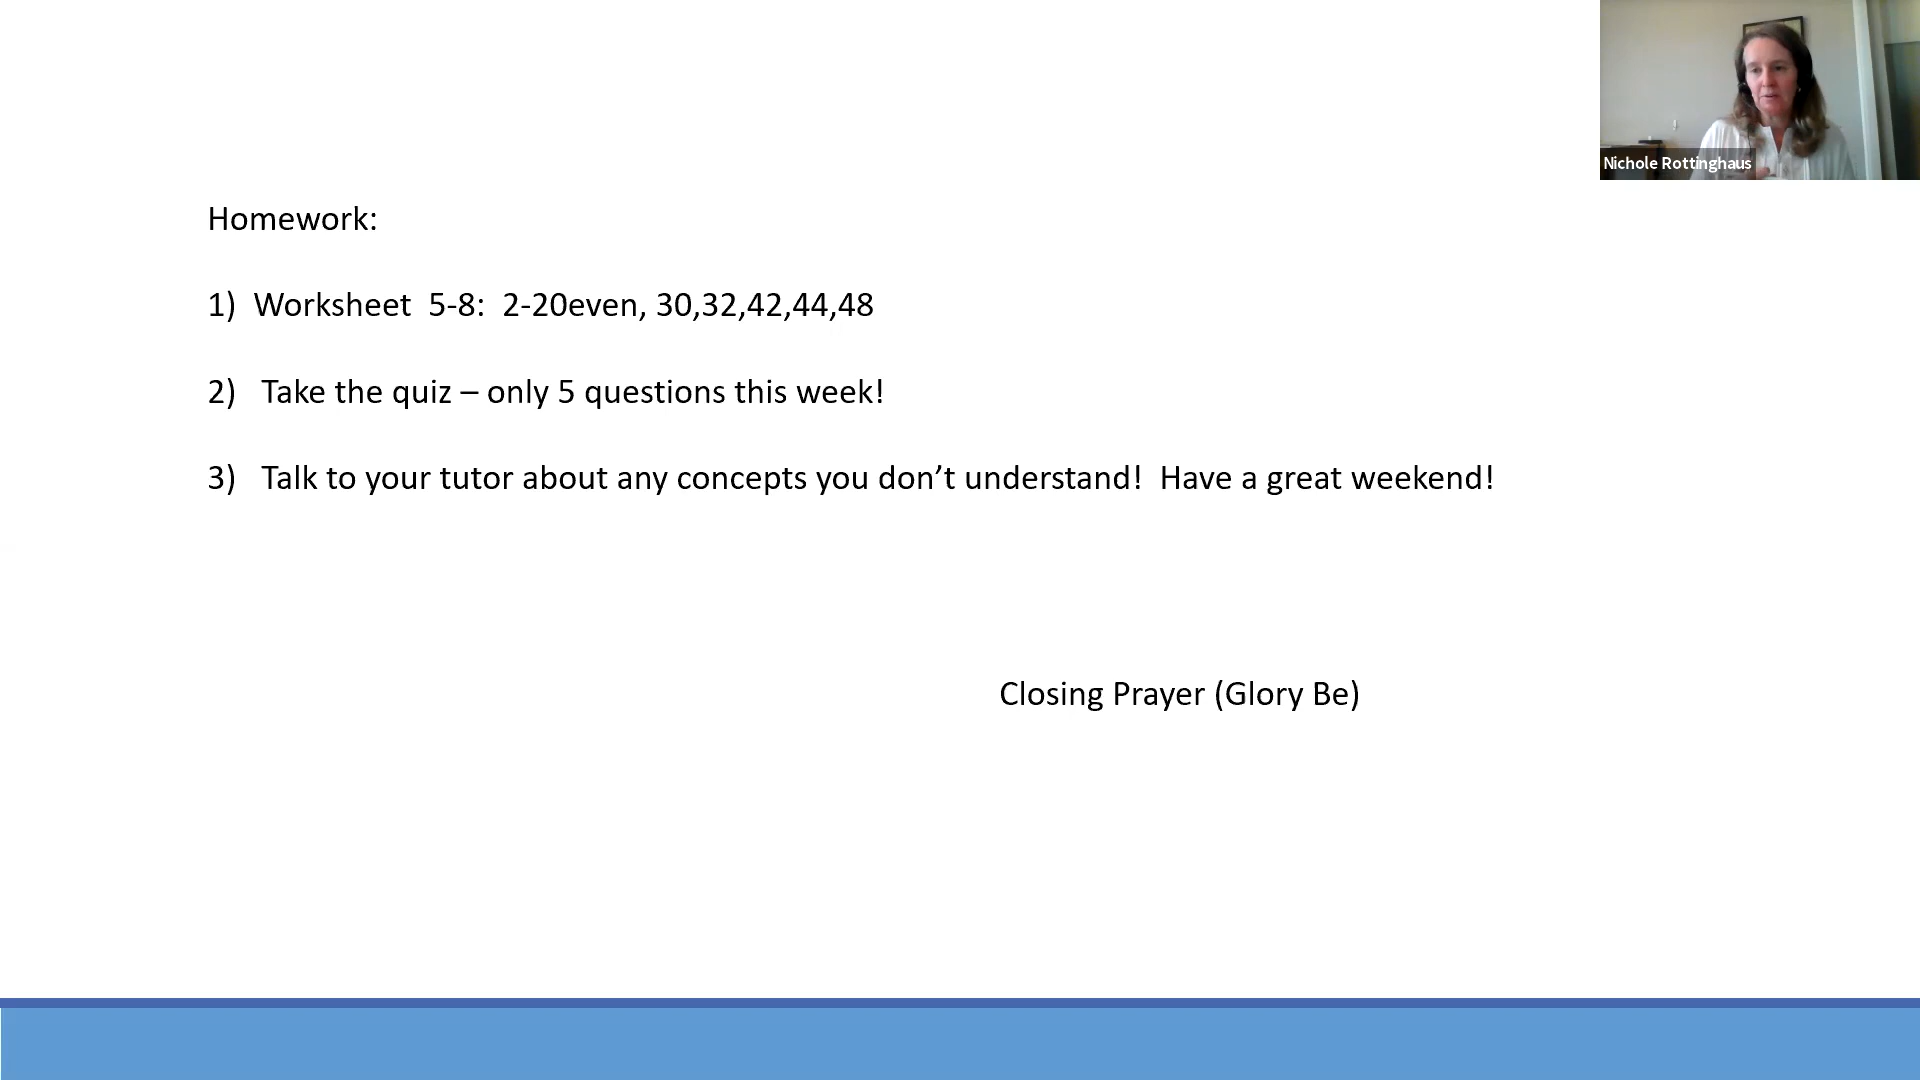 Nichole Rottinghaus
Homework:
1)  Worksheet  5-8:  2-20even, 30,32,42,44,48
2)   Take the quiz – only 5 questions this week!
3)   Talk to your tutor about any concepts you don’t understand!  Have a great weekend!
Closing Prayer (Glory Be)